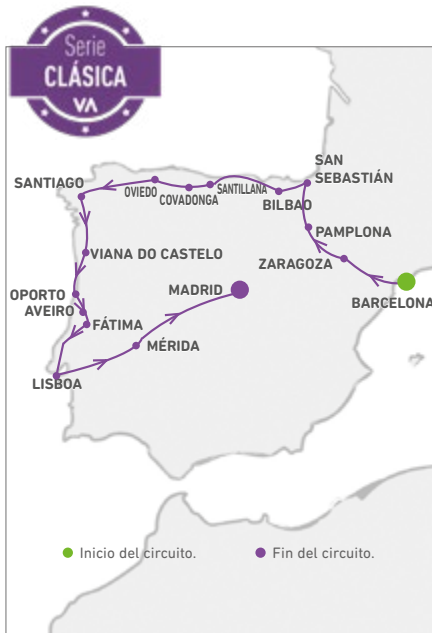 Serie
CLÁSICA
VA
SAN
SEBASTIÁN
SANTIAGO
OVIEDO
COVADONGA
SANTILLANA
BILBAO
PAMPLONA
VIANA DO CASTELO
ZARAGOZA
MADRID
BARCELONA
OPORTO
AVEIRO
FÁTIMA
MÉRIDA
LISBOA
Inicio del circuito.
Fin del circuito.